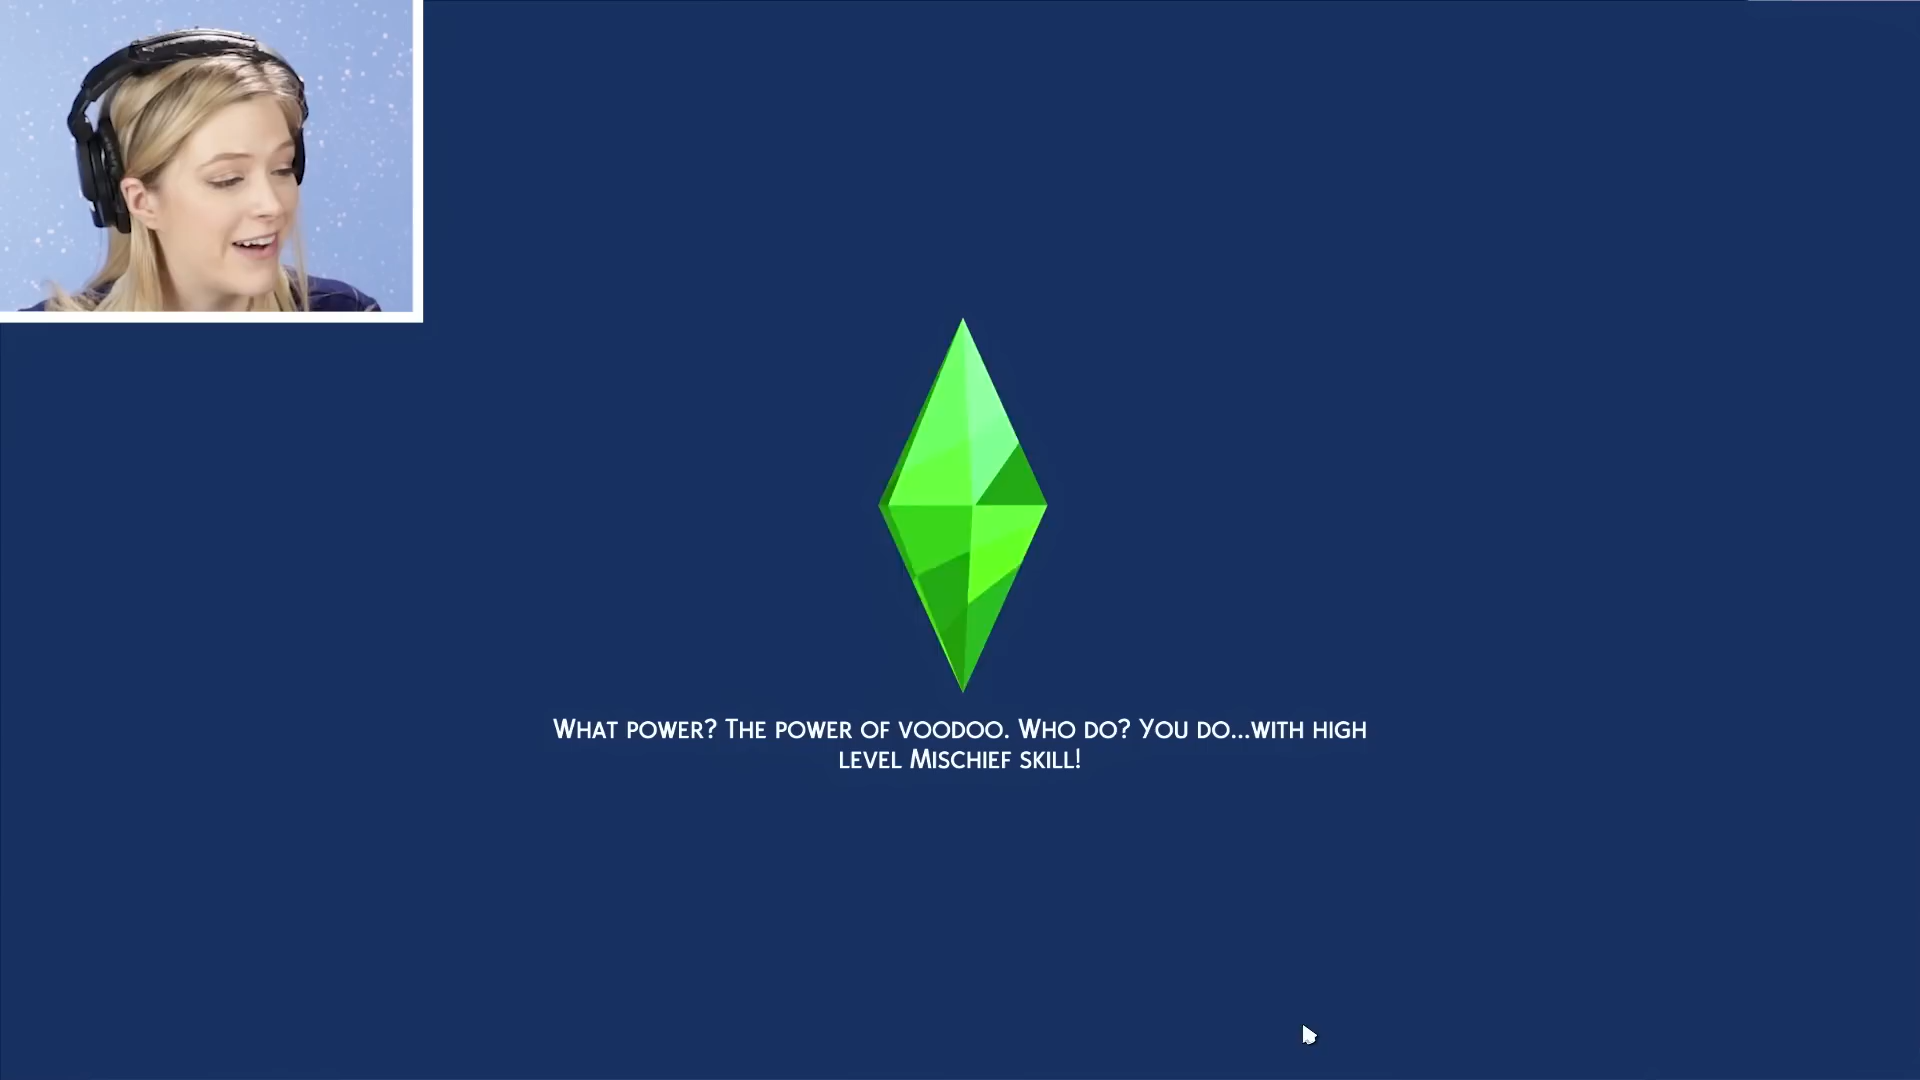 What power? The power of voodoo. Who do? You do...with high
level Mischief skill!